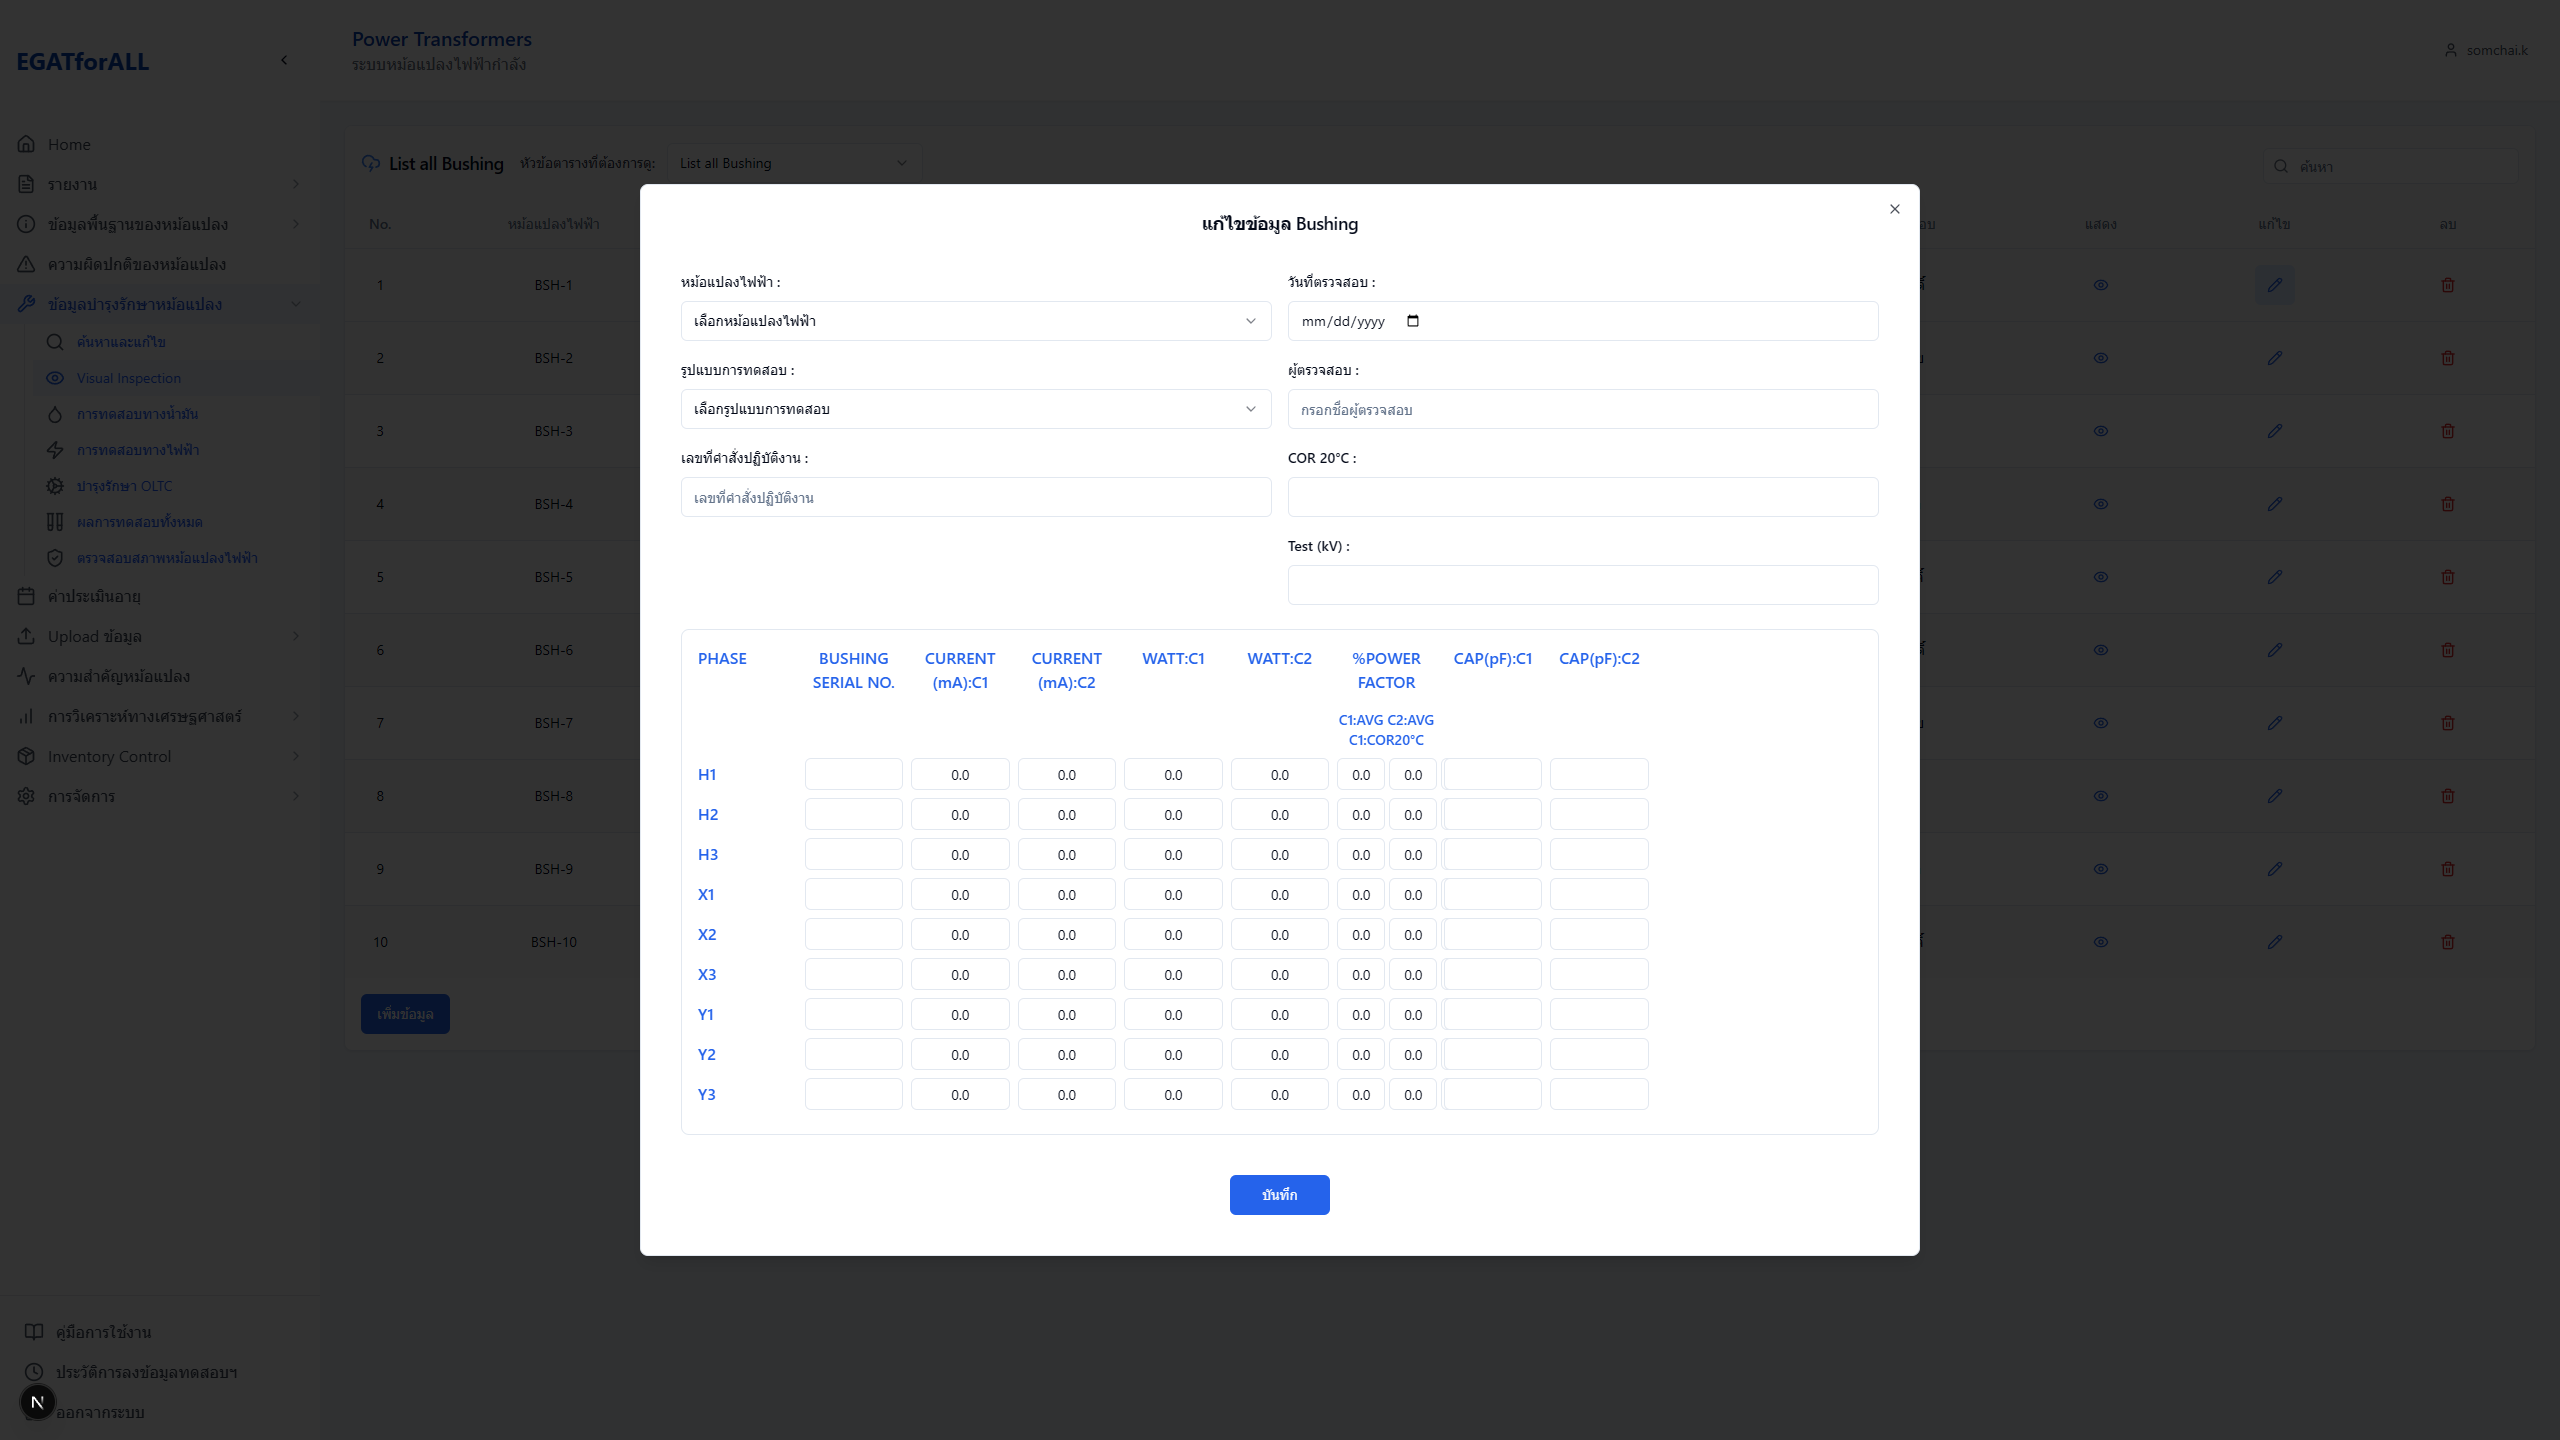 EGATforALL
Power Transformers
ระบบหม้อแปลงไฟฟ้ากำลัง
somchai.k
Home
รายงาน
ข้อมูลพื้นฐานของหม้อแปลง
ความผิดปกติของหม้อแปลง
ข้อมูลบำรุงรักษาหม้อแปลง
ค้นหาและแก้ไข
Visual Inspection
การทดสอบทางน้ำมัน
การทดสอบทางไฟฟ้า
บำรุงรักษา OLTC
ผลการทดสอบทั้งหมด
ตรวจสอบสภาพหม้อแปลงไฟฟ้า
ค่าประเมินอายุ
Upload ข้อมูล
ความสำคัญหม้อแปลง
การวิเคราะห์ทางเศรษฐศาสตร์
Inventory Control
การจัดการ
คู่มือการใช้งาน
ประวัติการลงข้อมูลทดสอบฯ
ออกจากระบบ
N
List all Bushing หัวข้อตารางที่ต้องการดู: List all Bushing ค้นหา
No. หม้อแปลงไฟฟ้า แสดง แก้ไข ลบ
1 BSH-1
2 BSH-2
3 BSH-3
4 BSH-4
5 BSH-5
6 BSH-6
7 BSH-7
8 BSH-8
9 BSH-9
10 BSH-10
เพิ่มข้อมูล
แก้ไขข้อมูล Bushing
หม้อแปลงไฟฟ้า : วันที่ตรวจสอบ :
เลือกหม้อแปลงไฟฟ้า mm/dd/yyyy
รูปแบบการทดสอบ : ผู้ตรวจสอบ :
เลือกรูปแบบการทดสอบ กรอกชื่อผู้ตรวจสอบ
เลขที่คำสั่งปฏิบัติงาน : COR 20°C :
เลขที่คำสั่งปฏิบัติงาน
Test (kV) :
PHASE BUSHING CURRENT CURRENT WATT:C1 WATT:C2 %POWER CAP(pF):C1 CAP(pF):C2
SERIAL NO. (mA):C1 (mA):C2 FACTOR
C1:AVG C2:AVG
C1:COR20°C
H1 0.0 0.0 0.0 0.0 0.0 0.0
H2 0.0 0.0 0.0 0.0 0.0 0.0
H3 0.0 0.0 0.0 0.0 0.0 0.0
X1 0.0 0.0 0.0 0.0 0.0 0.0
X2 0.0 0.0 0.0 0.0 0.0 0.0
X3 0.0 0.0 0.0 0.0 0.0 0.0
Y1 0.0 0.0 0.0 0.0 0.0 0.0
Y2 0.0 0.0 0.0 0.0 0.0 0.0
Y3 0.0 0.0 0.0 0.0 0.0 0.0
บันทึก